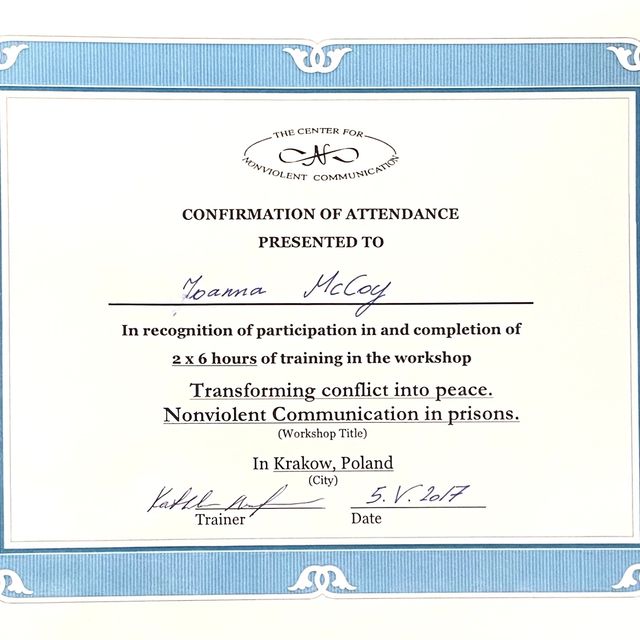 THE CENTER FOR
NONVIOLENT COMMUNICATION
CONFIRMATION OF ATTENDANCE
PRESENTED TO
Joanna McCoy
In recognition of participation in and completion of
2 x 6 hours of training in the workshop
Transforming conflict into peace.
Nonviolent Communication in prisons.
(Workshop Title)
In Krakow, Poland
(City)
5. V. 2017
Trainer Date